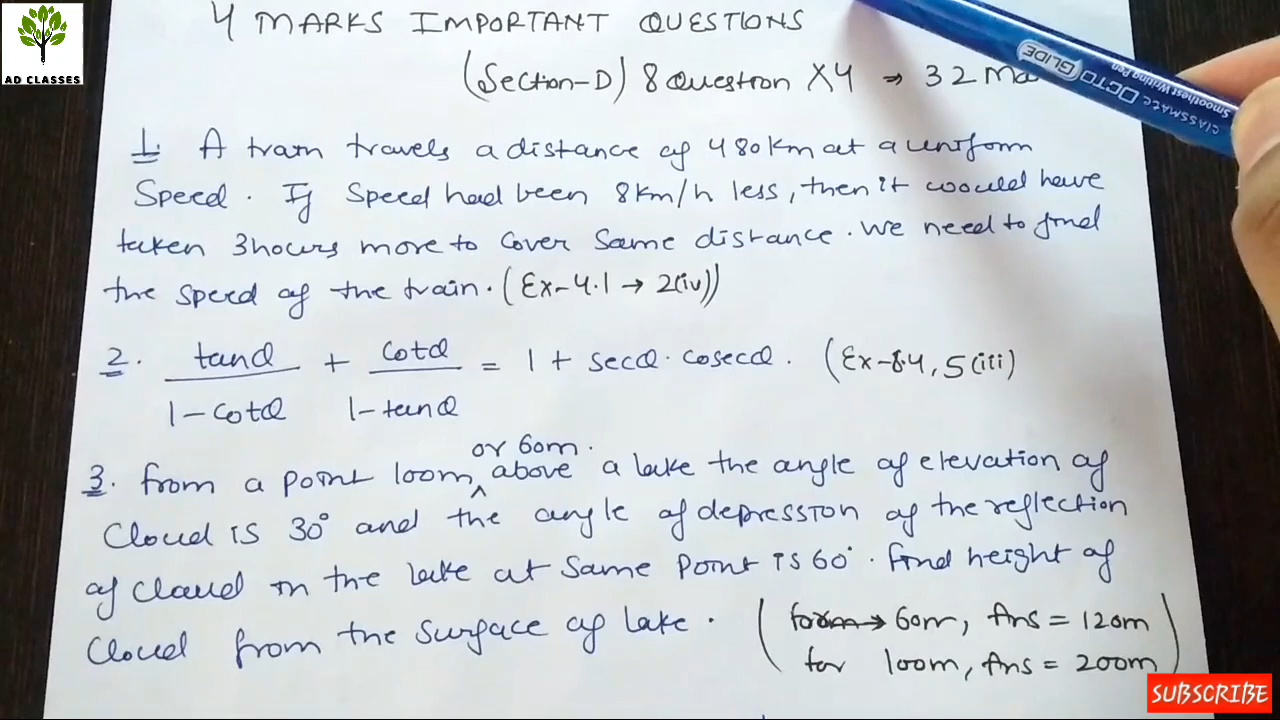 4 MARKS IMPORTANT QUESTIONS
AD CLASSES
(Section-D) 8 Question X4 → 32 Ma
CLASSMATE OCTO GLIDE
Smoothest Writing Pen
1. A train travels a distance of 480km at a uniform
Speed. If Speed had been 8km/h less, then it woould have
taken 3hours more to cover same distance. We need to find
the speed of the train. (Ex-4.1 → 2(iv))
2. tanθ/(1-cotθ) + cotθ/(1-tanθ) = 1 + secθ. cosecθ. (Ex-8.4, 5(iii)
or 60m.
3. from a point 100m ^ above a lake the angle of elevation of
Cloud is 30° and the angle of depression of the reflection
of cloud in the lake at same point is 60°. find height of
Cloud from the surface of lake.
→ 60m, Ans = 120m
for 100m, Ans = 200m
SUBSCRIBE